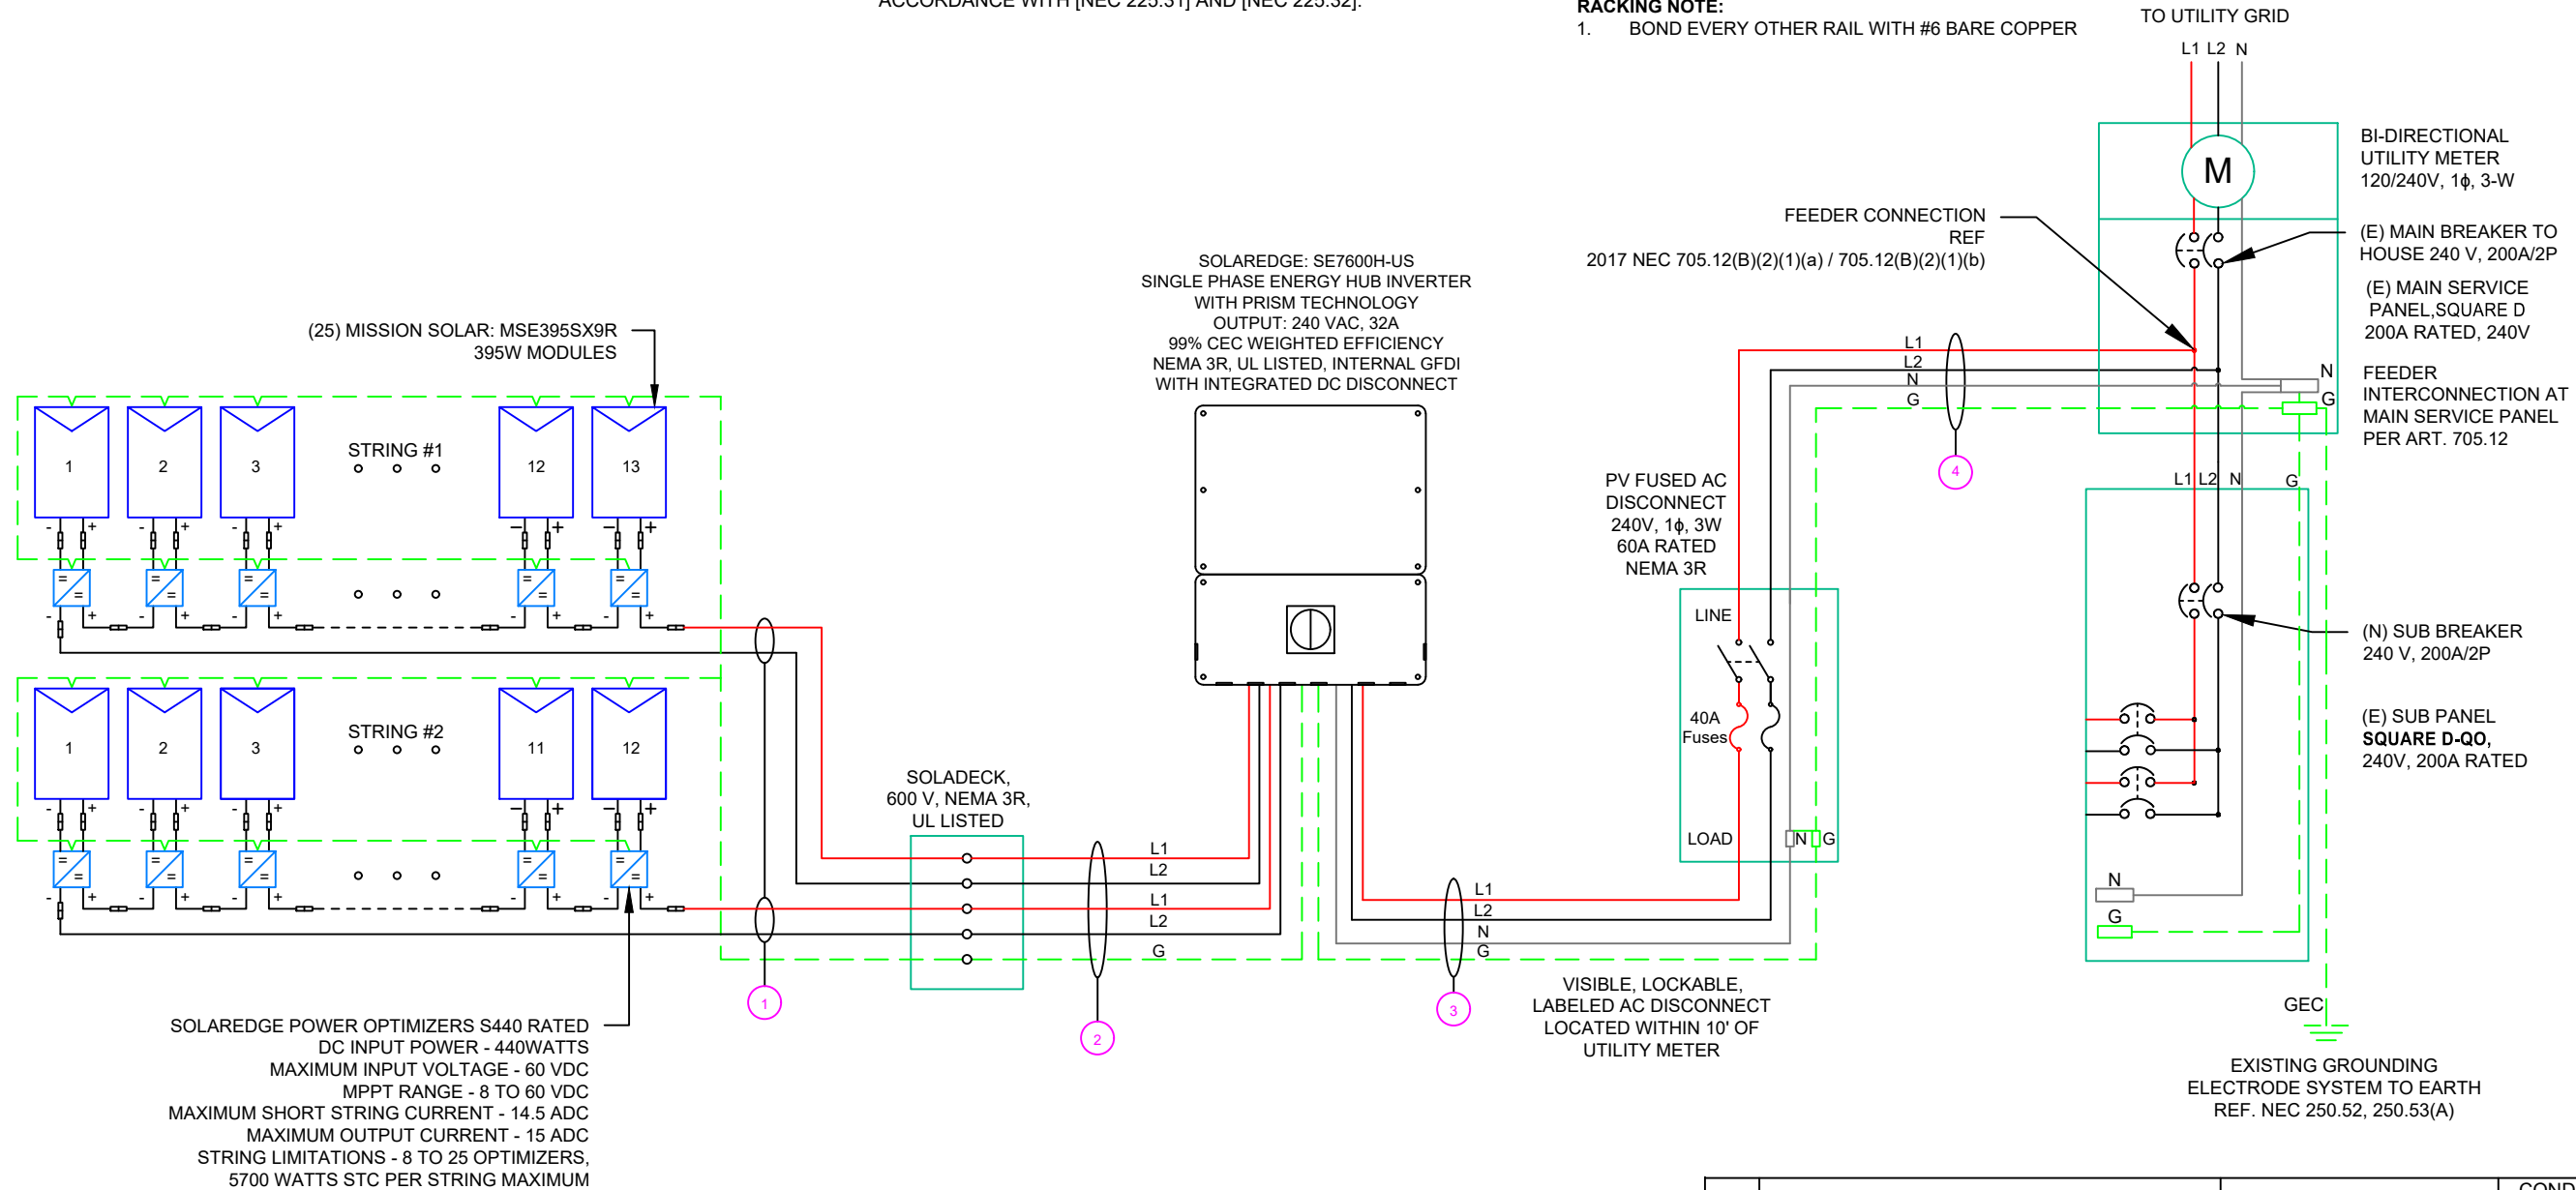 ACCORDANCE WITH [NEC 225.31] AND [NEC 225.32].
RACKING NOTE:
1. BOND EVERY OTHER RAIL WITH #6 BARE COPPER
TO UTILITY GRID
L1 L2 N
M
BI-DIRECTIONAL
UTILITY METER
120/240V, 1ϕ, 3-W
FEEDER CONNECTION
REF
2017 NEC 705.12(B)(2)(1)(a) / 705.12(B)(2)(1)(b)
(E) MAIN BREAKER TO
HOUSE 240 V, 200A/2P
(E) MAIN SERVICE
PANEL,SQUARE D
200A RATED, 240V
N
G
FEEDER
INTERCONNECTION AT
MAIN SERVICE PANEL
PER ART. 705.12
SOLAREDGE: SE7600H-US
SINGLE PHASE ENERGY HUB INVERTER
WITH PRISM TECHNOLOGY
OUTPUT: 240 VAC, 32A
99% CEC WEIGHTED EFFICIENCY
NEMA 3R, UL LISTED, INTERNAL GFDI
WITH INTEGRATED DC DISCONNECT
(25) MISSION SOLAR: MSE395SX9R
395W MODULES
L1
L2
N
G
4
STRING #1
1 2 3 12 13
- + - + - + - + - +
= = = = = = = = = =
- + - + - + - + - +
PV FUSED AC
DISCONNECT
240V, 1ϕ, 3W
60A RATED
NEMA 3R
LINE
40A
Fuses
LOAD
N G
L1 L2 N G
(N) SUB BREAKER
240 V, 200A/2P
(E) SUB PANEL
SQUARE D-QO,
240V, 200A RATED
N
G
STRING #2
1 2 3 11 12
- + - + - + - + - +
= = = = = = = = = =
- + - + - + - + - +
SOLADECK,
600 V, NEMA 3R,
UL LISTED
L1
L2
L1
L2
G
1
2
L1
L2
N
G
3
VISIBLE, LOCKABLE,
LABELED AC DISCONNECT
LOCATED WITHIN 10' OF
UTILITY METER
GEC
EXISTING GROUNDING
ELECTRODE SYSTEM TO EARTH
REF. NEC 250.52, 250.53(A)
SOLAREDGE POWER OPTIMIZERS S440 RATED
DC INPUT POWER - 440WATTS
MAXIMUM INPUT VOLTAGE - 60 VDC
MPPT RANGE - 8 TO 60 VDC
MAXIMUM SHORT STRING CURRENT - 14.5 ADC
MAXIMUM OUTPUT CURRENT - 15 ADC
STRING LIMITATIONS - 8 TO 25 OPTIMIZERS,
5700 WATTS STC PER STRING MAXIMUM